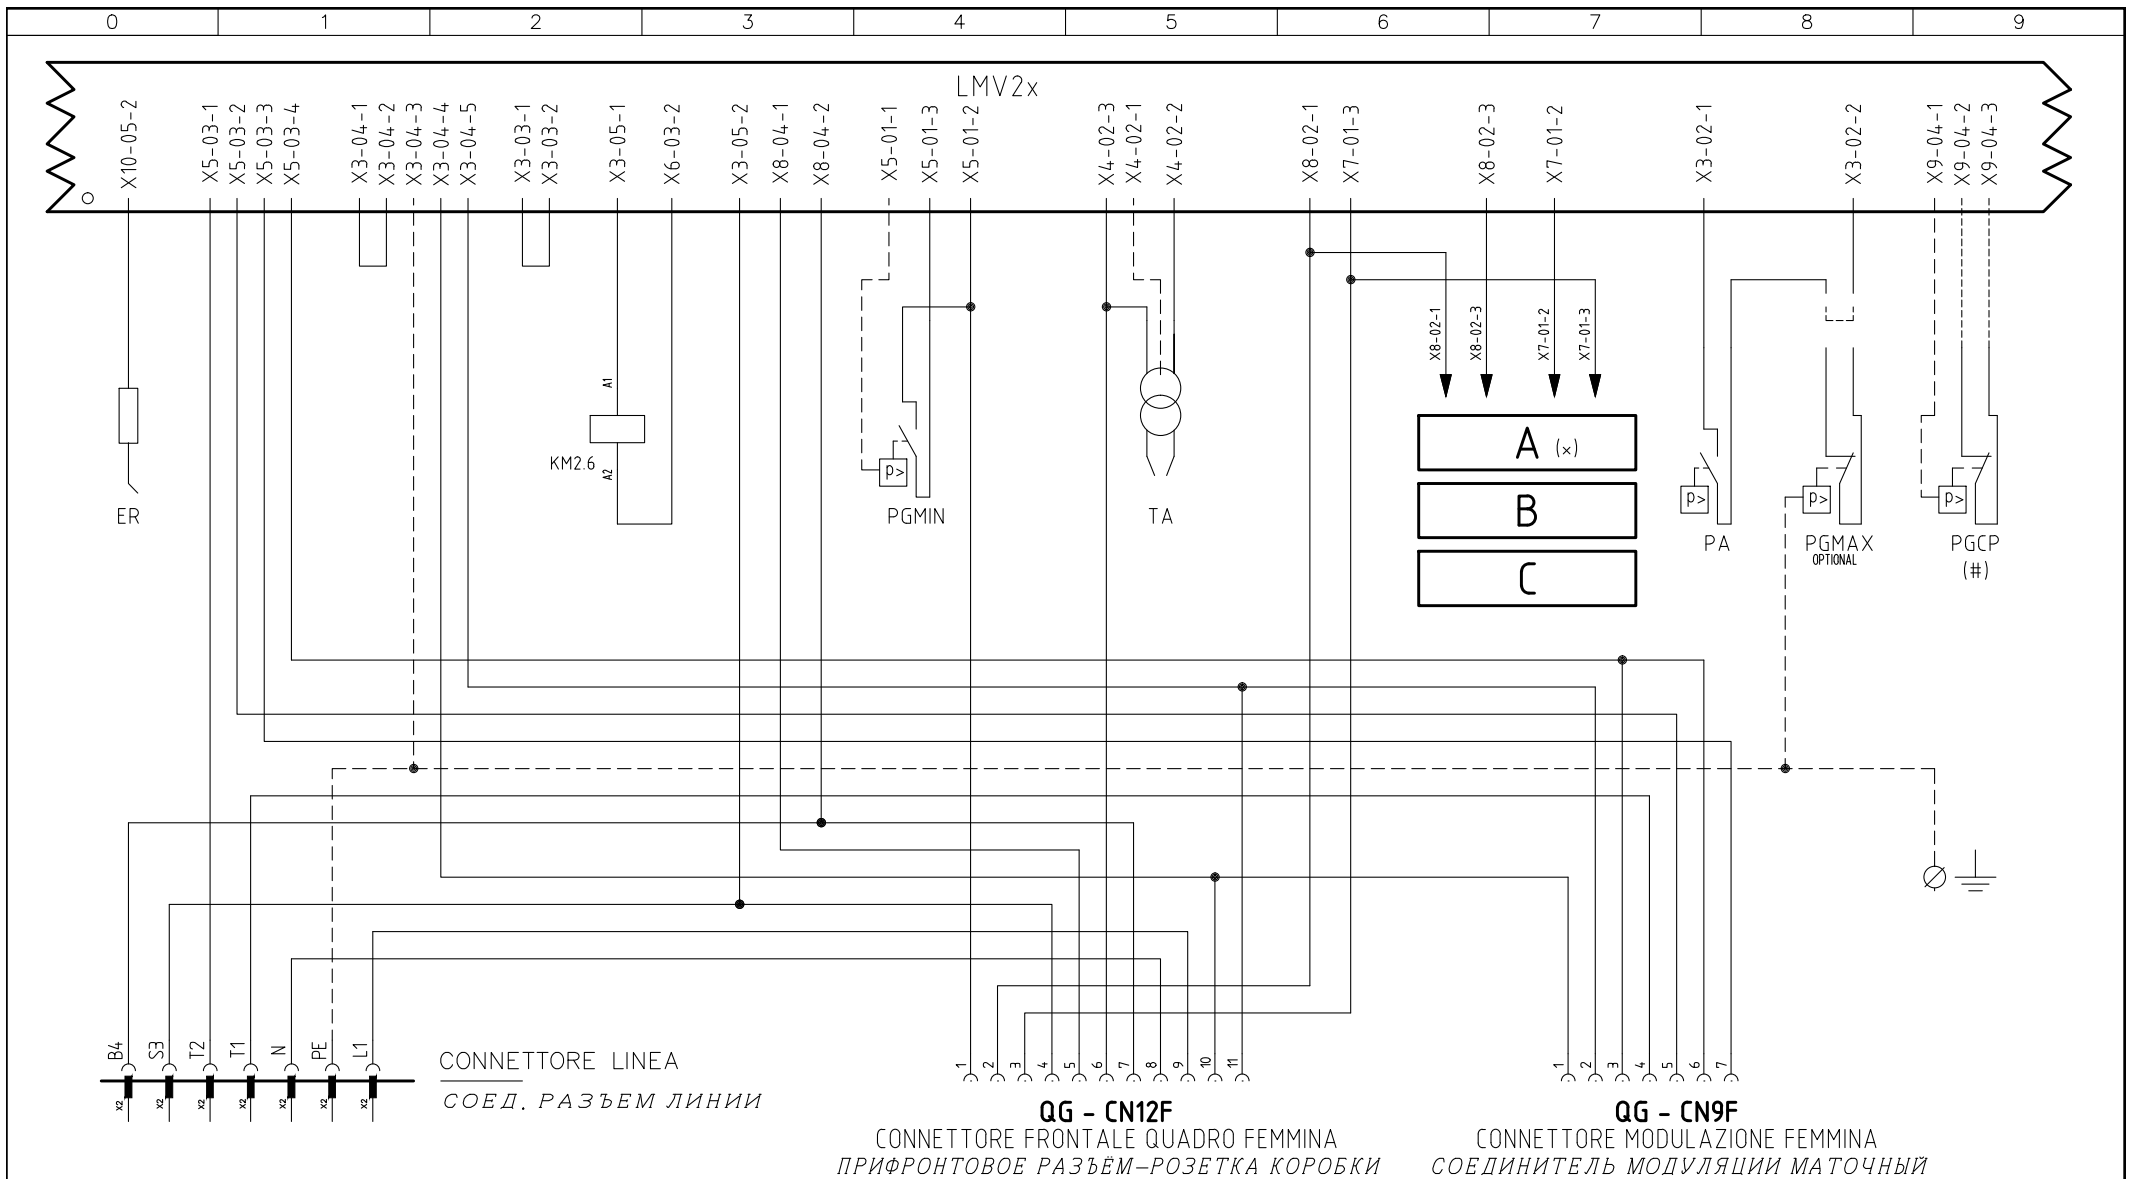 0 1 2 3 4 5 6 7 8 9
LMV2x
X10-05-2 X5-03-1 X5-03-2 X5-03-3 X5-03-4 X3-04-1 X3-04-2 X3-04-3 X3-04-4 X3-04-5 X3-03-1 X3-03-2 X3-05-1 X6-03-2 X3-05-2 X8-04-1 X8-04-2 X5-01-1 X5-01-3 X5-01-2 X4-02-3 X4-02-1 X4-02-2 X8-02-1 X7-01-3 X8-02-3 X7-01-2 X3-02-1 X3-02-2 X9-04-1 X9-04-2 X9-04-3
X8-02-1 X8-02-3 X7-01-2 X7-01-3
A1
A (x)
KM2.6
A2
P>
P> P> P>
B
ER
PGMIN
TA
PA
PGMAX
OPTIONAL
PGCP
(#)
C
B4 S3 T2 T1 N PE L1
CONNETTORE LINEA
СОЕД. РАЗЪЕМ ЛИНИИ
X2 X2 X2 X2 X2 X2 X2
1 2 3 4 5 6 7 8 9 10 11
QG - CN12F
CONNETTORE FRONTALE QUADRO FEMMINA
ПРИФРОНТОВОЕ РАЗЪЁМ-РОЗЕТКА КОРОБКИ
1 2 3 4 5 6 7
QG - CN9F
CONNETTORE MODULAZIONE FEMMINA
СОЕДИНИТЕЛЬ МОДУЛЯЦИИ МАТОЧНЫЙ